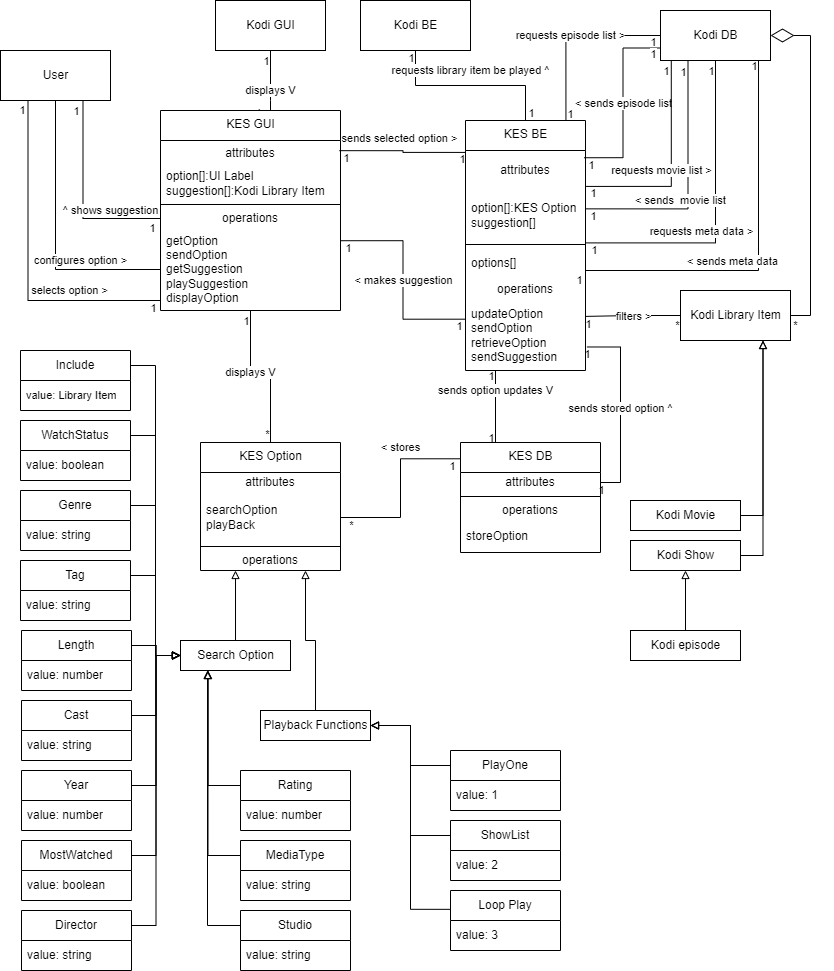 Kodi GUI
Kodi BE
Kodi DB
requests episode list >
1
1
1
1
User
requests library item be played ^
1
1
1
1
1
displays V
< sends episode list
1
1
1
1
KES GUI
attributes
option[]:UI Label
suggestion[]:Kodi Library Item
operations
getOption
sendOption
getSuggestion
playSuggestion
displayOption
sends selected option >
1
1
KES BE
attributes
option[]:KES Option
suggestion[]
options[]
operations
updateOption
sendOption
retrieveOption
sendSuggestion
1
requests movie list >
1
< sends  movie list
1
requests meta data >
1
< sends meta data
1
^ shows suggestion
1
configures option >
selects option >
1
1
< makes suggestion
1
filters >
1
*
Kodi Library Item
*
1
displays V
*
1
sends option updates V
1
1
sends stored option ^
1
Include
value: Library Item
WatchStatus
value: boolean
Genre
value: string
Tag
value: string
Length
value: number
Cast
value: string
Year
value: number
MostWatched
value: boolean
Director
value: string
KES Option
attributes
searchOption
playBack
operations
< stores
1
*
KES DB
attributes
operations
storeOption
Kodi Movie
Kodi Show
Kodi episode
Search Option
Playback Functions
Rating
value: number
MediaType
value: string
Studio
value: string
PlayOne
value: 1
ShowList
value: 2
Loop Play
value: 3